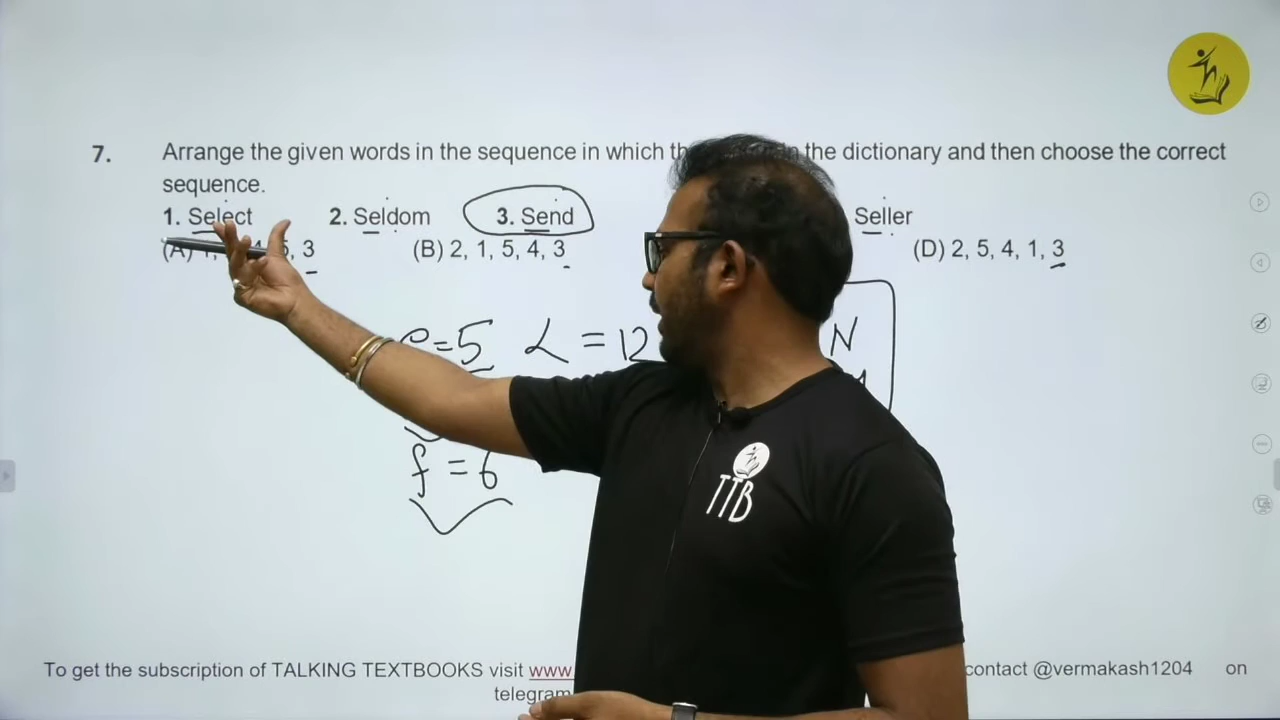 7. Arrange the given words in the sequence in which the dictionary and then choose the correct
sequence.
1. Select 2. Seldom 3. Send Seller
(A) 1, 5, 3 (B) 2, 1, 5, 4, 3 (D) 2, 5, 4, 1, 3
e = 5 L = 12 N
f = 6
TTB
To get the subscription of TALKING TEXTBOOKS visit www contact @vermakash1204 on
telegram